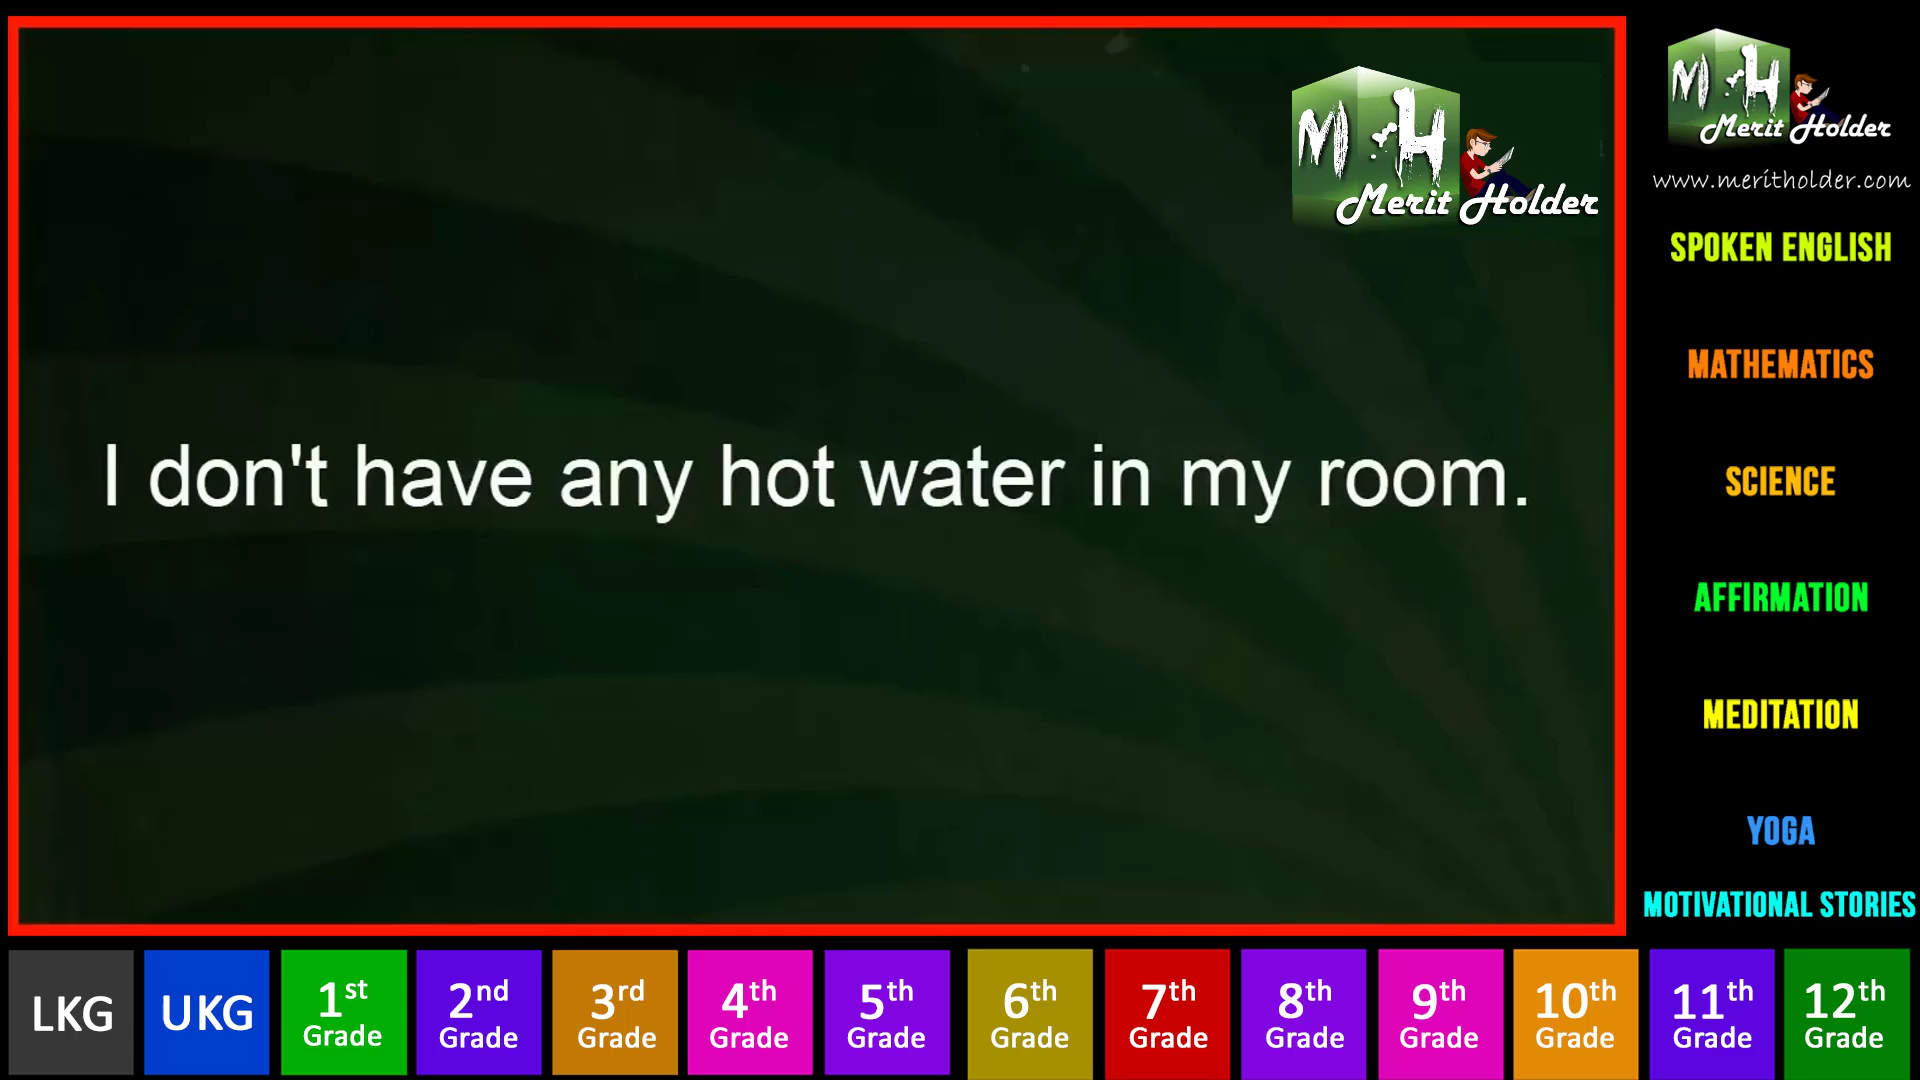 M H
Merit Holder
I don't have any hot water in my room.
M H
Merit Holder
www.meritholder.com
SPOKEN ENGLISH
MATHEMATICS
SCIENCE
AFFIRMATION
MEDITATION
YOGA
MOTIVATIONAL STORIES
LKG
UKG
1st
Grade
2nd
Grade
3rd
Grade
4th
Grade
5th
Grade
6th
Grade
7th
Grade
8th
Grade
9th
Grade
10th
Grade
11th
Grade
12th
Grade